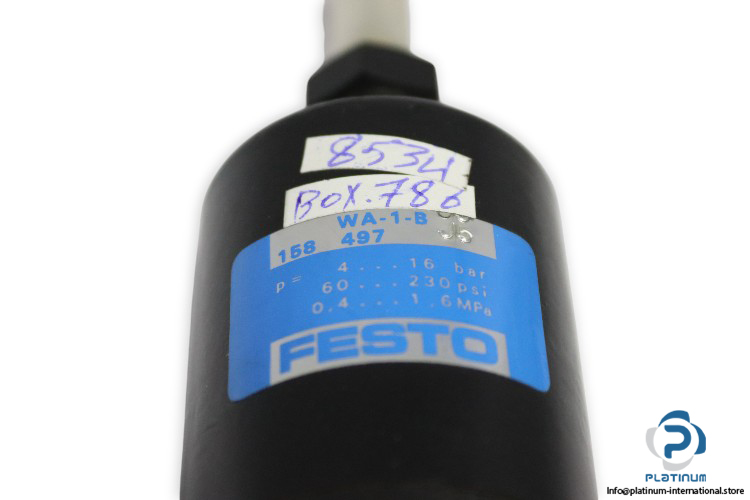 8534
BOX.786
WA-1-B
158 497
p= 4...16 bar
60...230 psi
0.4...1.6 MPa
FESTO
PLATINUM
Info@platinum-international.store